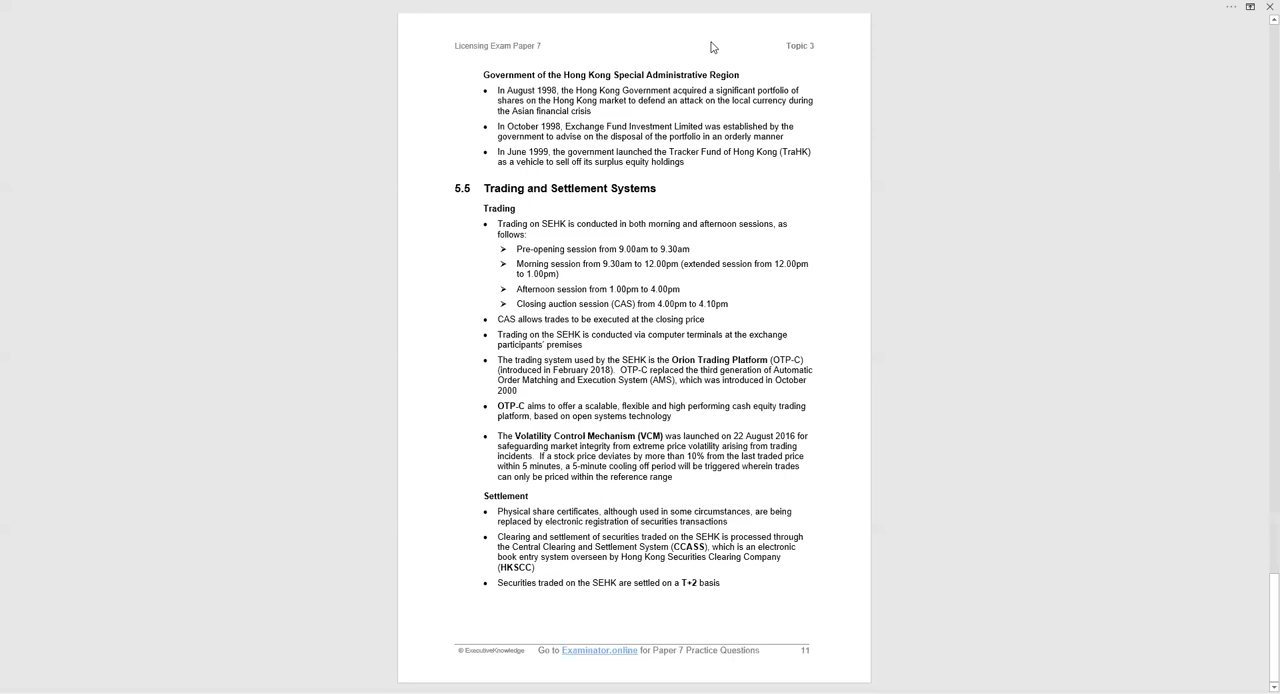 Licensing Exam Paper 7 Topic 3
Government of the Hong Kong Special Administrative Region
• In August 1998, the Hong Kong Government acquired a significant portfolio of
shares on the Hong Kong market to defend an attack on the local currency during
the Asian financial crisis
• In October 1998, Exchange Fund Investment Limited was established by the
government to advise on the disposal of the portfolio in an orderly manner
• In June 1999, the government launched the Tracker Fund of Hong Kong (TraHK)
as a vehicle to sell off its surplus equity holdings
5.5 Trading and Settlement Systems
Trading
• Trading on SEHK is conducted in both morning and afternoon sessions, as
follows:
➢ Pre-opening session from 9.00am to 9.30am
➢ Morning session from 9.30am to 12.00pm (extended session from 12.00pm
to 1.00pm)
➢ Afternoon session from 1.00pm to 4.00pm
➢ Closing auction session (CAS) from 4.00pm to 4.10pm
• CAS allows trades to be executed at the closing price
• Trading on the SEHK is conducted via computer terminals at the exchange
participants' premises
• The trading system used by the SEHK is the Orion Trading Platform (OTP-C)
(introduced in February 2018). OTP-C replaced the third generation of Automatic
Order Matching and Execution System (AMS), which was introduced in October
2000
• OTP-C aims to offer a scalable, flexible and high performing cash equity trading
platform, based on open systems technology
• The Volatility Control Mechanism (VCM) was launched on 22 August 2016 for
safeguarding market integrity from extreme price volatility arising from trading
incidents. If a stock price deviates by more than 10% from the last traded price
within 5 minutes, a 5-minute cooling off period will be triggered wherein trades
can only be priced within the reference range
Settlement
• Physical share certificates, although used in some circumstances, are being
replaced by electronic registration of securities transactions
• Clearing and settlement of securities traded on the SEHK is processed through
the Central Clearing and Settlement System (CCASS), which is an electronic
book entry system overseen by Hong Kong Securities Clearing Company
(HKSCC)
• Securities traded on the SEHK are settled on a T+2 basis
© ExecutiveKnowledge Go to Examinator.online for Paper 7 Practice Questions 11